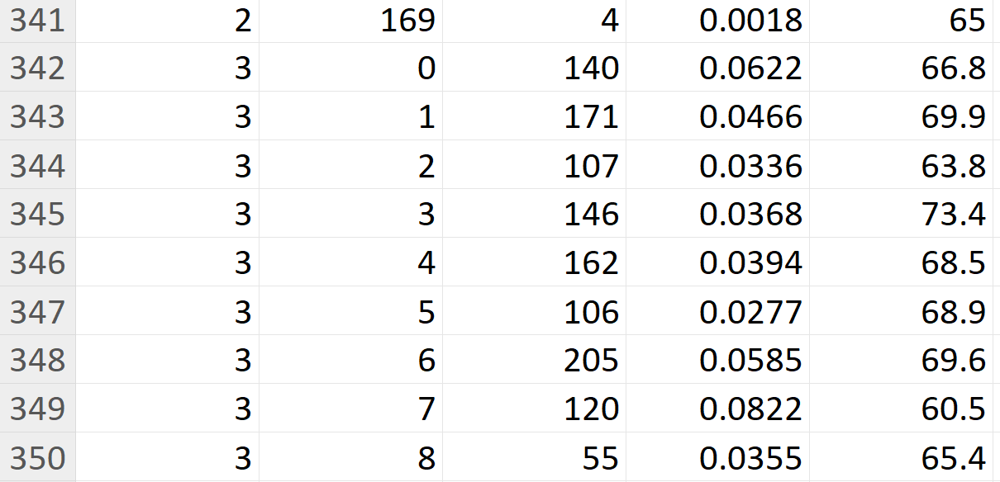 341 2 169 4 0.0018 65
342 3 0 140 0.0622 66.8
343 3 1 171 0.0466 69.9
344 3 2 107 0.0336 63.8
345 3 3 146 0.0368 73.4
346 3 4 162 0.0394 68.5
347 3 5 106 0.0277 68.9
348 3 6 205 0.0585 69.6
349 3 7 120 0.0822 60.5
350 3 8 55 0.0355 65.4